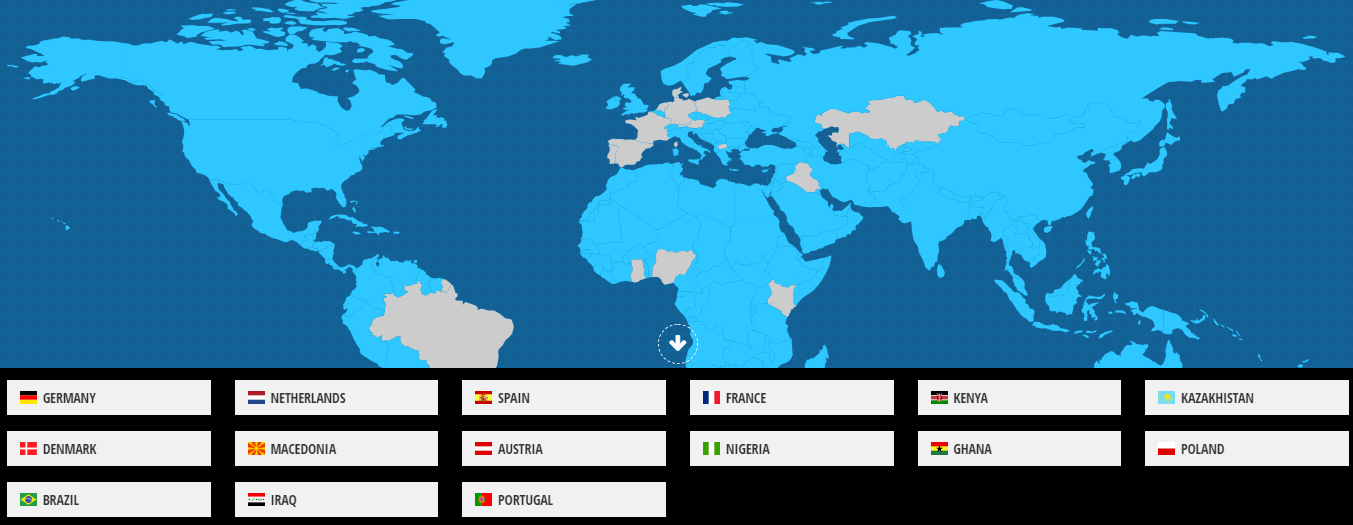 GERMANY
NETHERLANDS
SPAIN
FRANCE
KENYA
KAZAKHSTAN
DENMARK
MACEDONIA
AUSTRIA
NIGERIA
GHANA
POLAND
BRAZIL
IRAQ
PORTUGAL